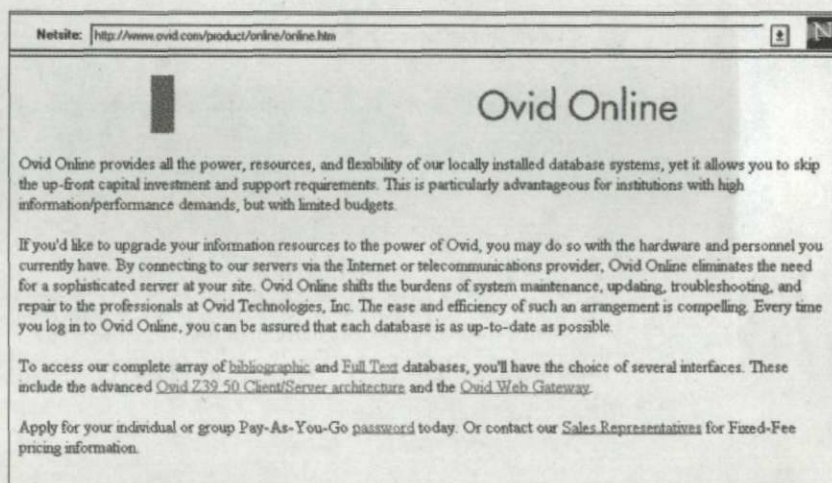 Netsite: http://www.ovid.com/product/online/online.htm
N
Ovid Online
Ovid Online provides all the power, resources, and flexibility of our locally installed database systems, yet it allows you to skip
the up-front capital investment and support requirements. This is particularly advantageous for institutions with high
information/performance demands, but with limited budgets.
If you'd like to upgrade your information resources to the power of Ovid, you may do so with the hardware and personnel you
currently have. By connecting to our servers via the Internet or telecommunications provider, Ovid Online eliminates the need
for a sophisticated server at your site. Ovid Online shifts the burdens of system maintenance, updating, troubleshooting, and
repair to the professionals at Ovid Technologies, Inc. The ease and efficiency of such an arrangement is compelling. Every time
you log in to Ovid Online, you can be assured that each database is as up-to-date as possible.
To access our complete array of bibliographic and Full Text databases, you'll have the choice of several interfaces. These
include the advanced Ovid Z39.50 Client/Server architecture and the Ovid Web Gateway.
Apply for your individual or group Pay-As-You-Go password today. Or contact our Sales Representatives for Fixed-Fee
pricing information.